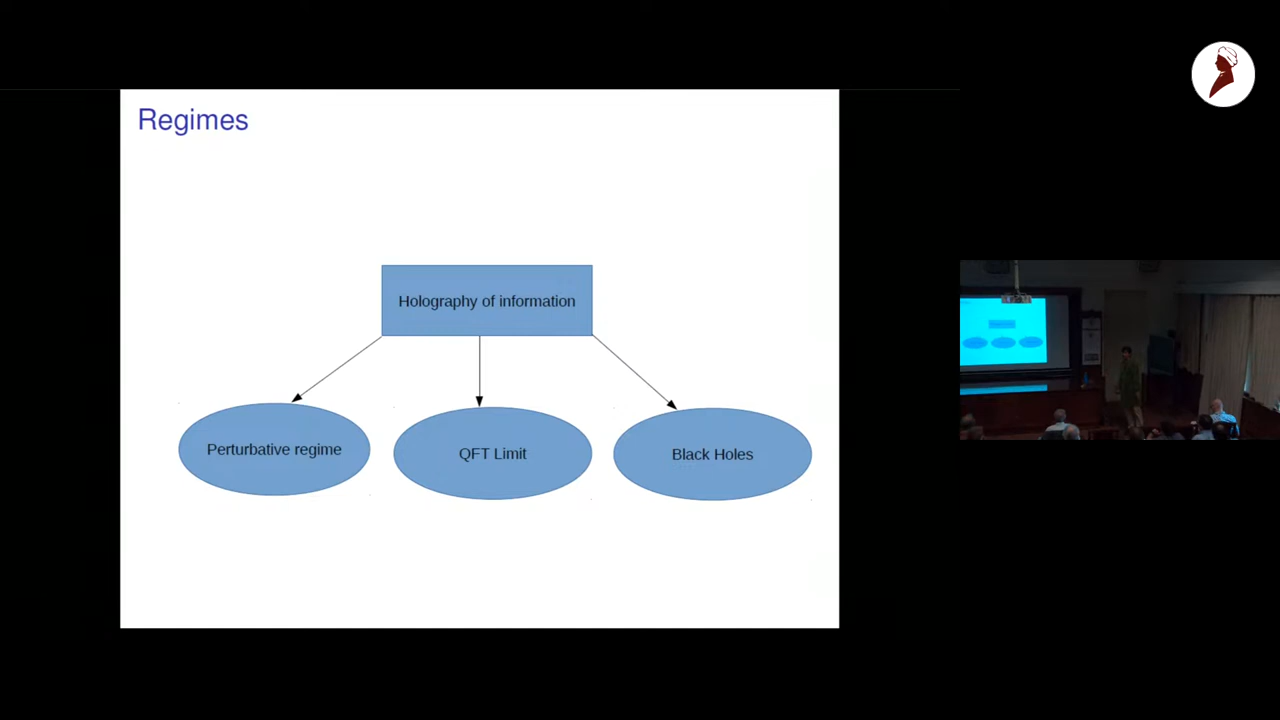 Regimes
Holography of information
Perturbative regime
QFT Limit
Black Holes